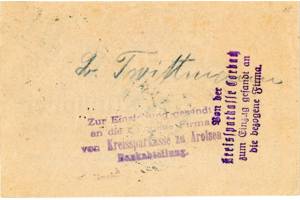 Zur Einziehung gesandt
an die Firma
von Kreissparkasse zu Arolsen
Bankabteilung.
Von der
Kreissparkasse Corbach
zum Einzug gesandt an
die bezogene Firma.